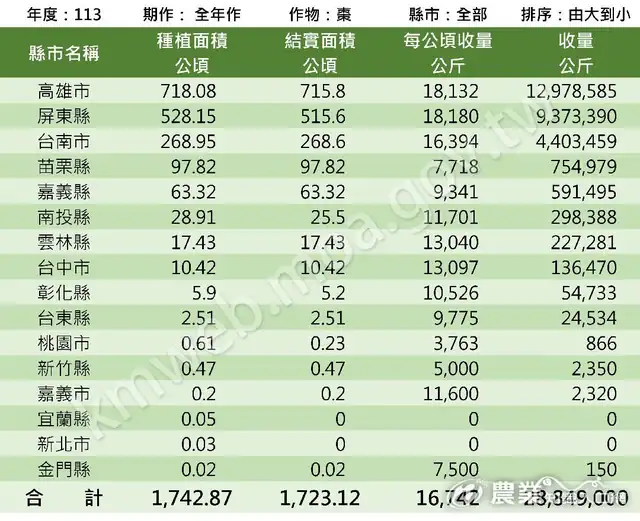 年度：113 期作： 全年作 作物：棗 縣市：全部 排序：由大到小
縣市名稱 種植面積 公頃 結實面積 公頃 每公頃收量 公斤 收量 公斤
高雄市 718.08 715.8 18,132 12,978,585
屏東縣 528.15 515.6 18,180 9,373,390
台南市 268.95 268.6 16,394 4,403,459
苗栗縣 97.82 97.82 7,718 754,979
嘉義縣 63.32 63.32 9,341 591,495
南投縣 28.91 25.5 11,701 298,388
雲林縣 17.43 17.43 13,040 227,281
台中市 10.42 10.42 13,097 136,470
彰化縣 5.9 5.2 10,526 54,733
台東縣 2.51 2.51 9,775 24,534
桃園市 0.61 0.23 3,763 866
新竹縣 0.47 0.47 5,000 2,350
嘉義市 0.2 0.2 11,600 2,320
宜蘭縣 0.05 0 0 0
新北市 0.03 0 0 0
金門縣 0.02 0.02 7,500 150
合 計 1,742.87 1,723.12 16,742 28,849,000
kmweb.moa.gov.tw
農業